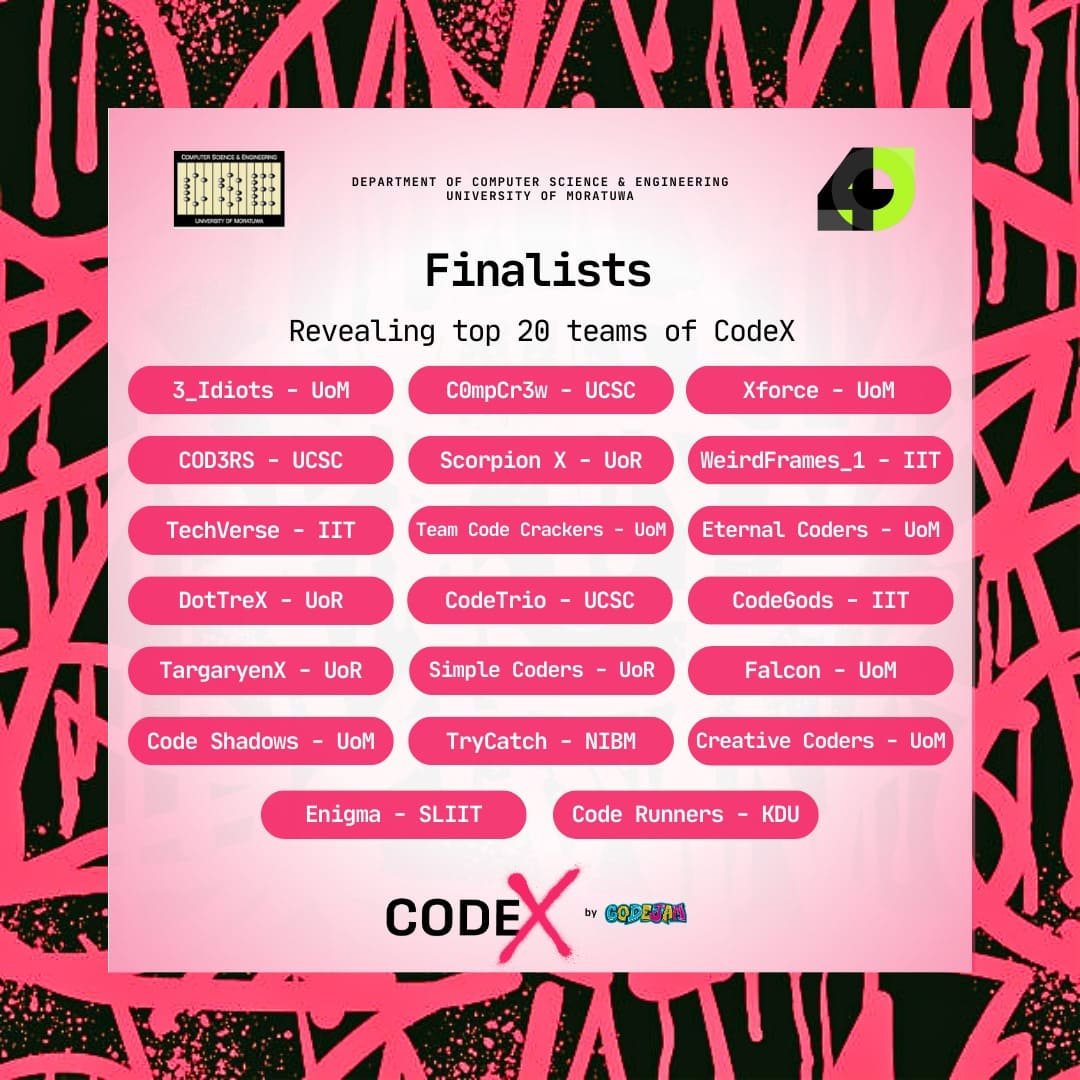 COMPUTER SCIENCE & ENGINEERING
UNIVERSITY OF MORATUWA
DEPARTMENT OF COMPUTER SCIENCE & ENGINEERING
UNIVERSITY OF MORATUWA
40
Finalists
Revealing top 20 teams of CodeX
3_Idiots - UoM
C0mpCr3w - UCSC
Xforce - UoM
COD3RS - UCSC
Scorpion X - UoR
WeirdFrames_1 - IIT
TechVerse - IIT
Team Code Crackers - UoM
Eternal Coders - UoM
DotTreX - UoR
CodeTrio - UCSC
CodeGods - IIT
TargaryenX - UoR
Simple Coders - UoR
Falcon - UoM
Code Shadows - UoM
TryCatch - NIBM
Creative Coders - UoM
Enigma - SLIIT
Code Runners - KDU
CODEX
by CODEJAM